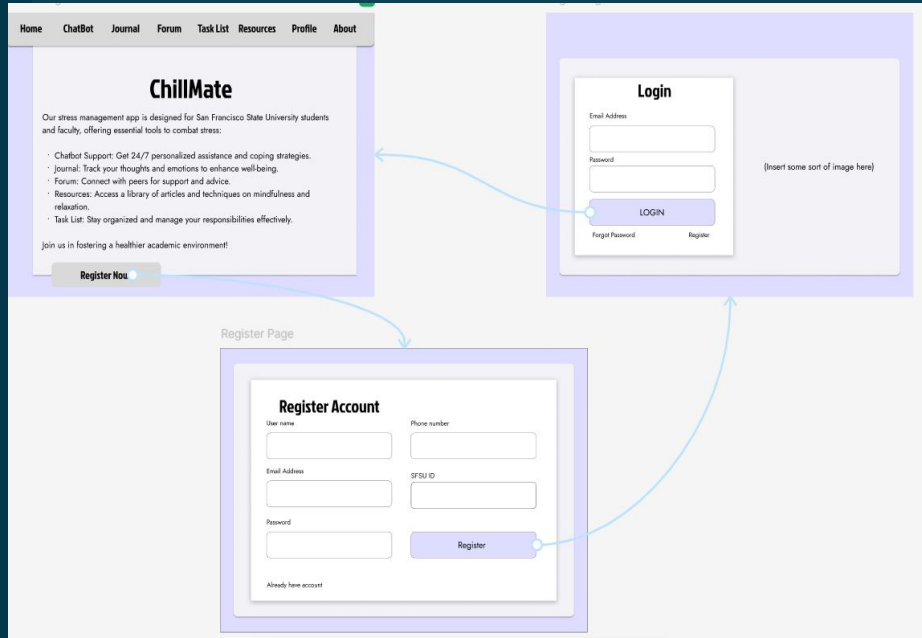 Home ChatBot Journal Forum Task List Resources Profile About
ChillMate
Our stress management app is designed for San Francisco State University students
and faculty, offering essential tools to combat stress:
· Chatbot Support: Get 24/7 personalized assistance and coping strategies.
· Journal: Track your thoughts and emotions to enhance well-being.
· Forum: Connect with peers for support and advice.
· Resources: Access a library of articles and techniques on mindfulness and
relaxation.
· Task List: Stay organized and manage your responsibilities effectively.
Join us in fostering a healthier academic environment!
Register Now
Login
Email Address
Password
LOGIN
Forgot Password Register
(Insert some sort of image here)
Register Page
Register Account
User name Phone number
Email Address SFSU ID
Password
Register
Already have account